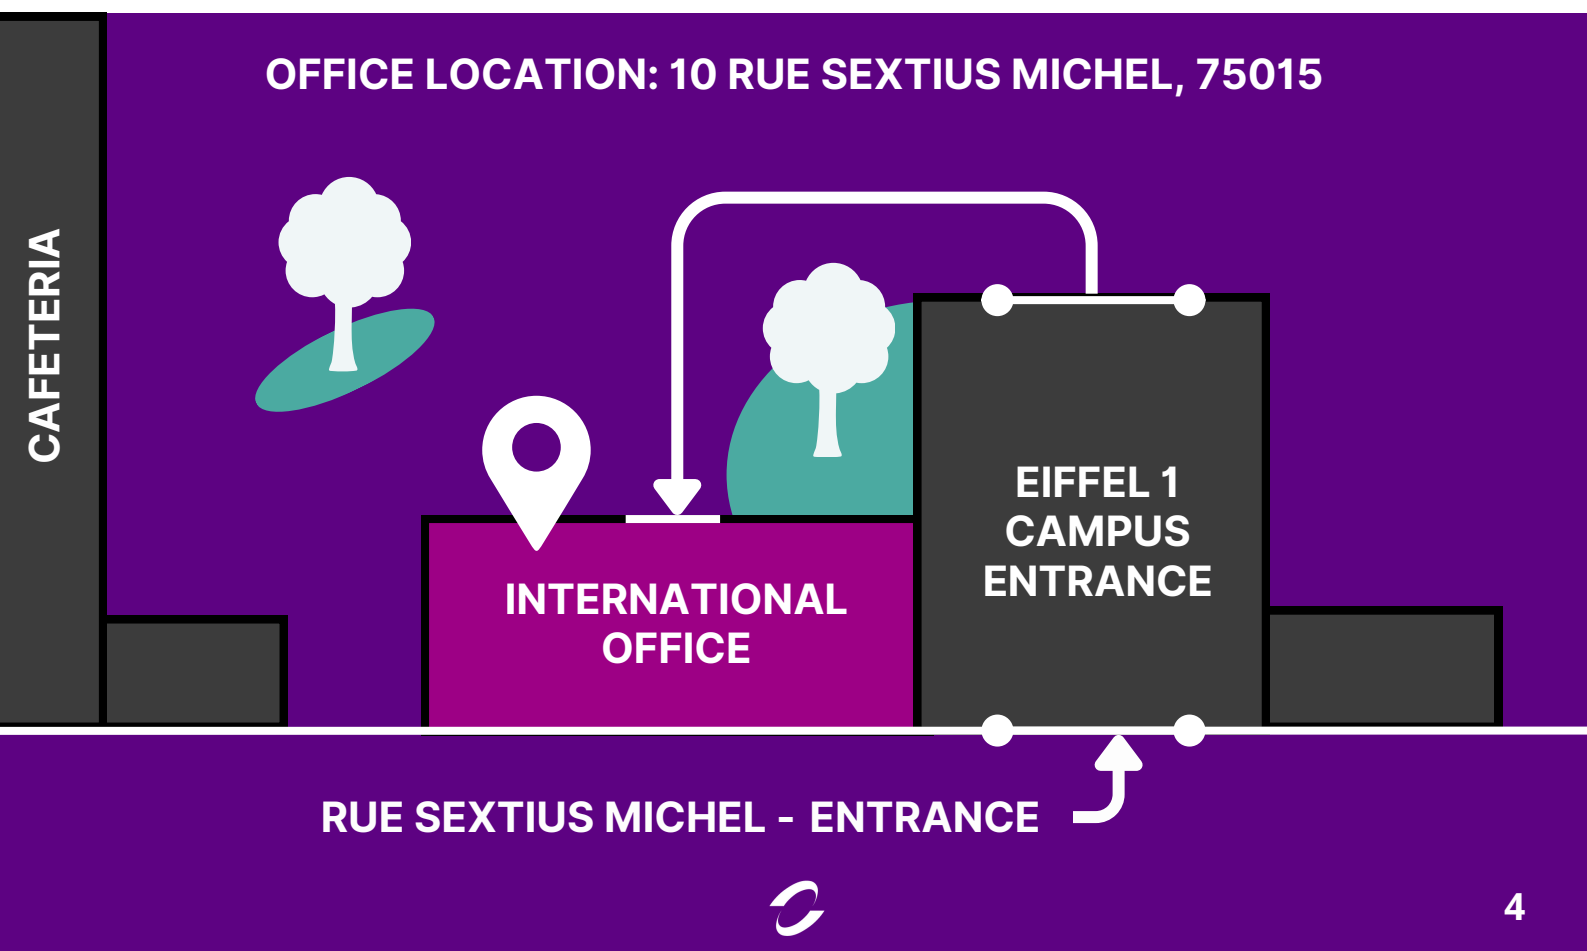 OFFICE LOCATION: 10 RUE SEXTIUS MICHEL, 75015
CAFETERIA
EIFFEL 1
CAMPUS
ENTRANCE
INTERNATIONAL
OFFICE
RUE SEXTIUS MICHEL - ENTRANCE
4